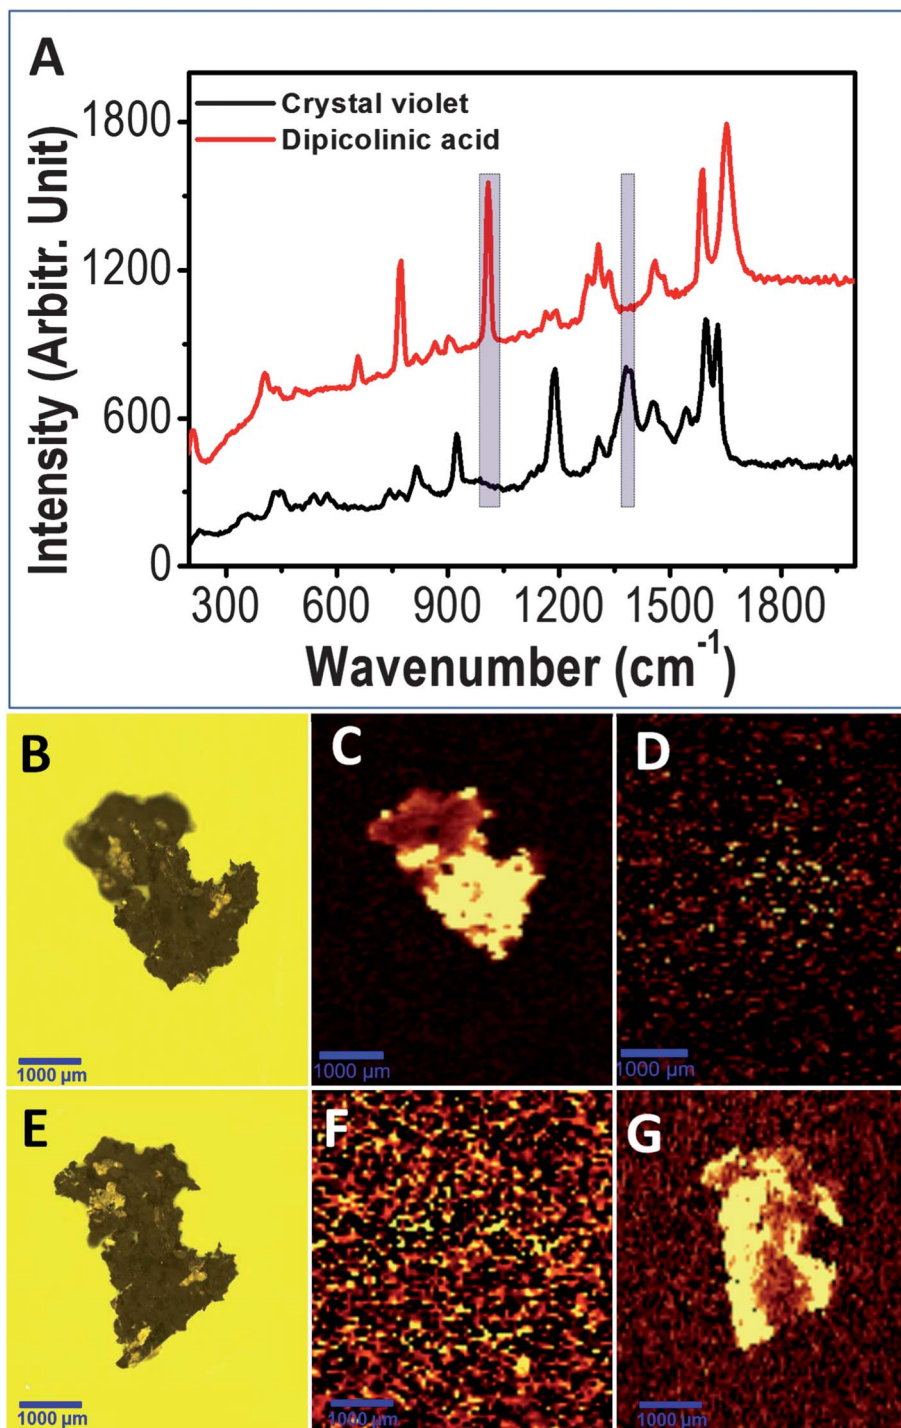 A
Crystal violet
Dipicolinic acid
Intensity (Arbitr. Unit)
1800
1200
600
0
300 600 900 1200 1500 1800
Wavenumber (cm⁻¹)
B
1000 µm
C
1000 µm
D
1000 µm
E
1000 µm
F
1000 µm
G
1000 µm